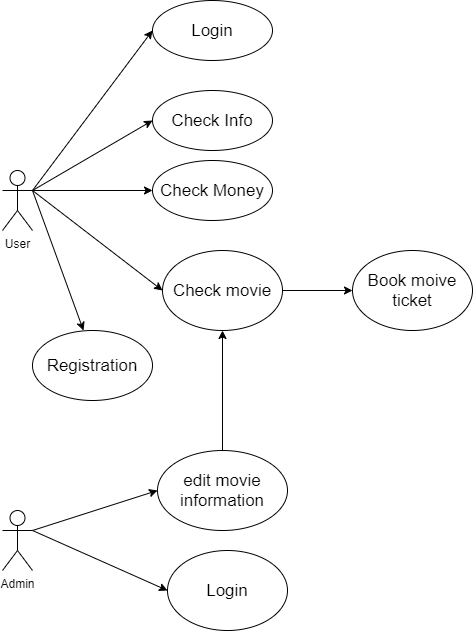 Login
Check Info
Check Money
User
Check movie
Book moive
ticket
Registration
edit movie
information
Admin
Login